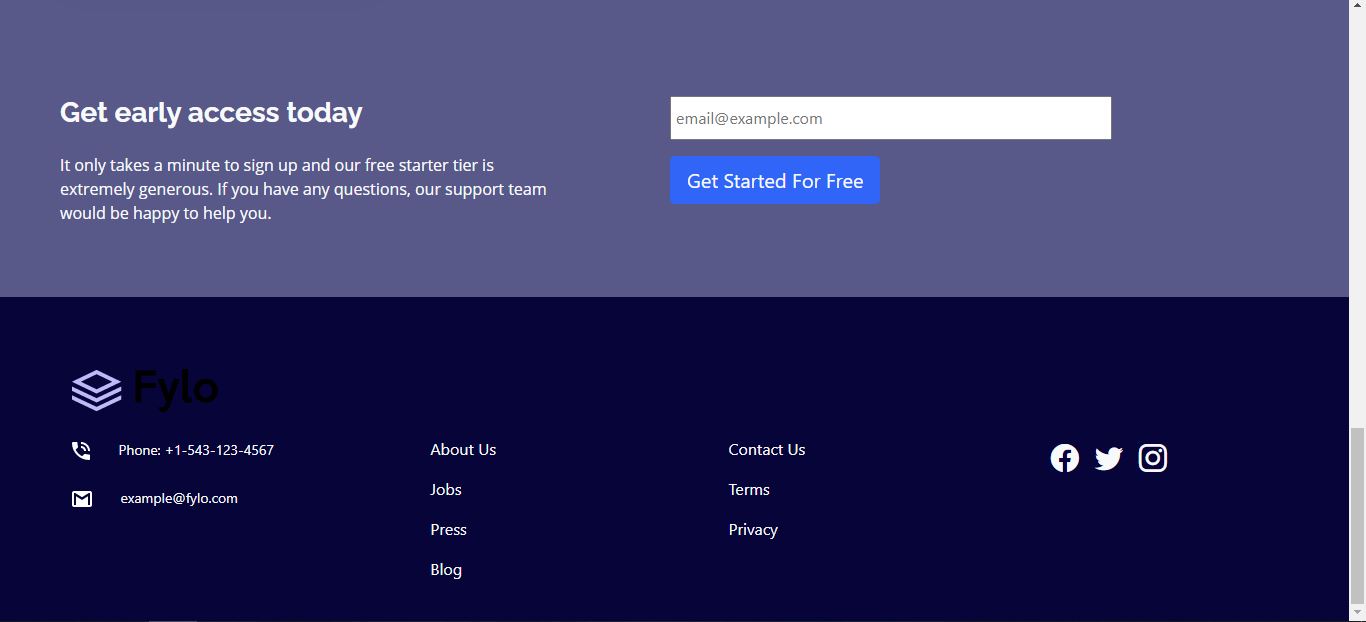 Get early access today
It only takes a minute to sign up and our free starter tier is
extremely generous. If you have any questions, our support team
would be happy to help you.
email@example.com
Get Started For Free
Fylo
Phone: +1-543-123-4567
example@fylo.com
About Us
Jobs
Press
Blog
Contact Us
Terms
Privacy